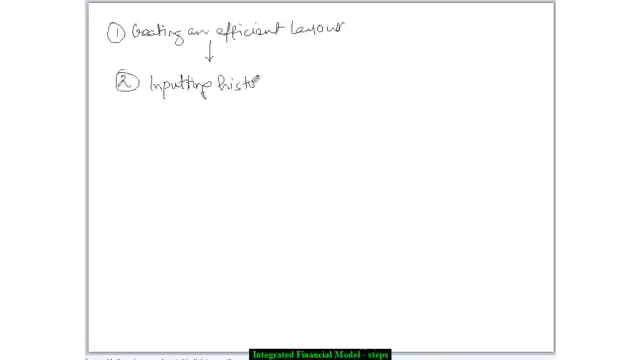 1 Creating an efficient layout
2 Inputting histo
Integrated Financial Model - steps